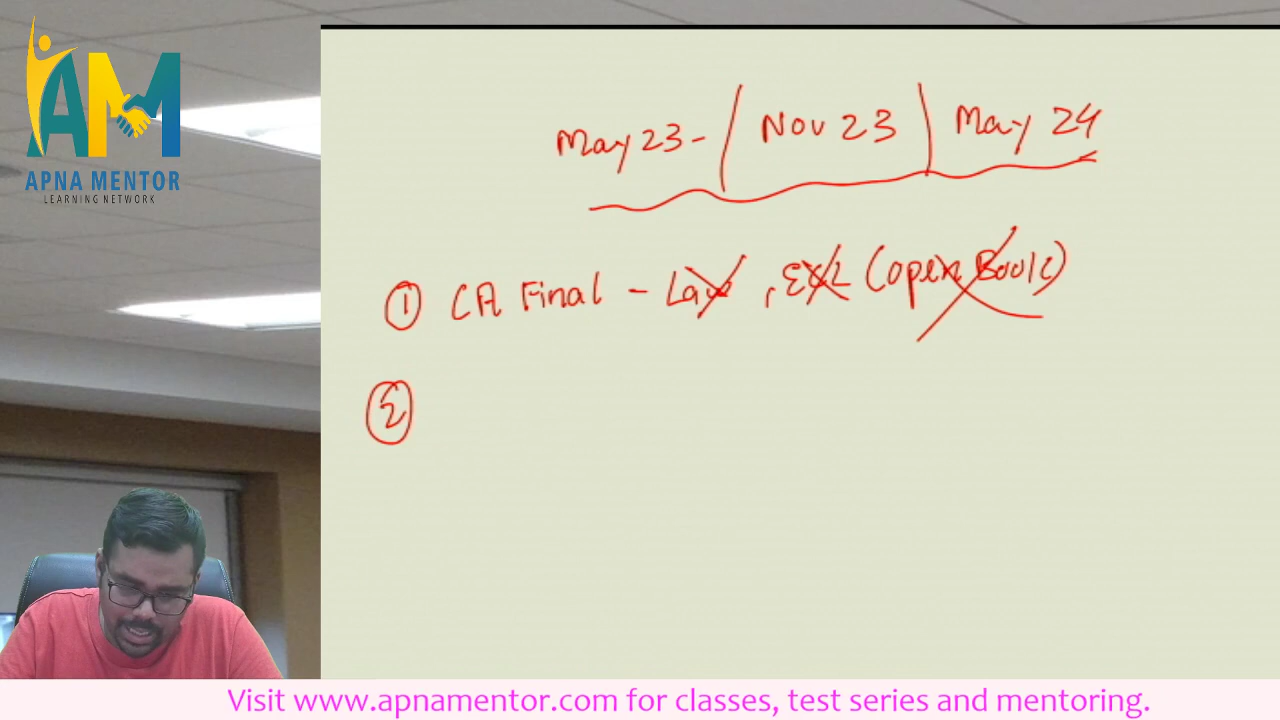 AM
APNA MENTOR
LEARNING NETWORK
May 23 - | Nov 23 | May 24
① CA Final - Law, (open Book)
②
Visit www.apnamentor.com for classes, test series and mentoring.